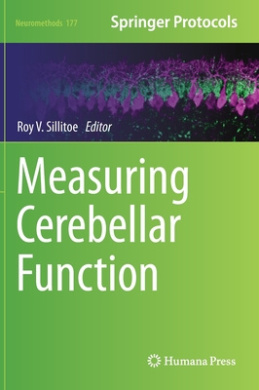 Neuromethods 177
Springer Protocols
Roy V. Sillitoe Editor
Measuring
Cerebellar
Function
Humana Press